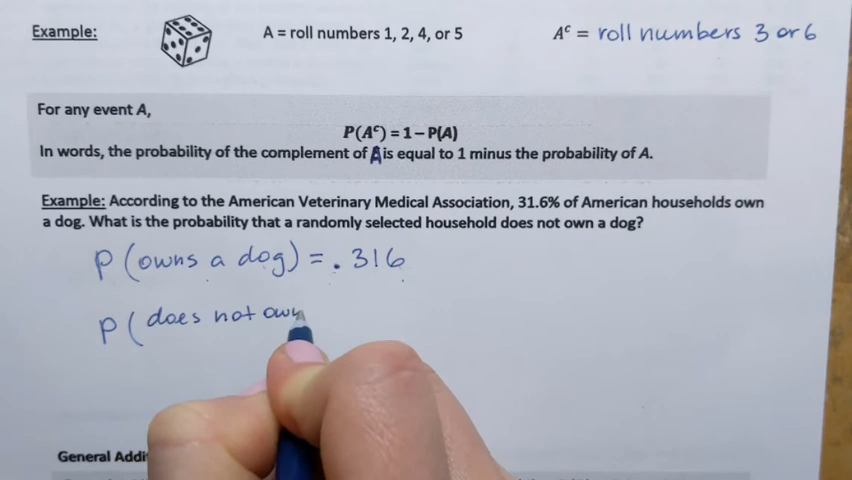 Example: A = roll numbers 1, 2, 4, or 5 Aᶜ = roll numbers 3 or 6
For any event A,
P(Aᶜ) = 1 – P(A)
In words, the probability of the complement of A is equal to 1 minus the probability of A.
Example: According to the American Veterinary Medical Association, 31.6% of American households own
a dog. What is the probability that a randomly selected household does not own a dog?
P (owns a dog) = .316
P ( does not own
General Addi